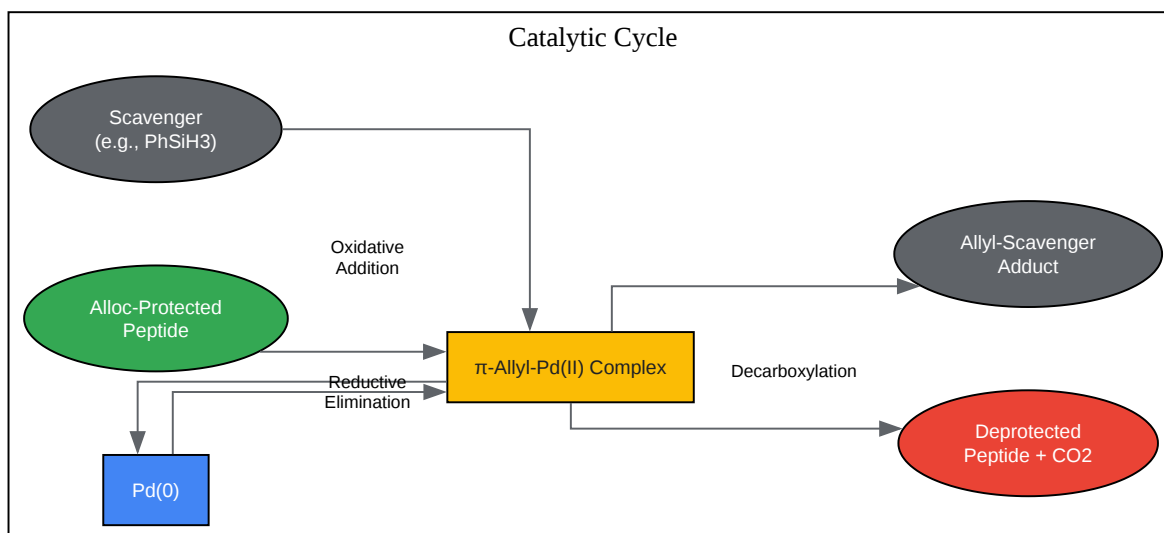 Catalytic Cycle
Scavenger
(e.g., PhSiH3)
Oxidative
Addition
Allyl-Scavenger
Adduct
Alloc-Protected
Peptide
π-Allyl-Pd(II) Complex
Decarboxylation
Reductive
Elimination
Deprotected
Peptide + CO2
Pd(0)